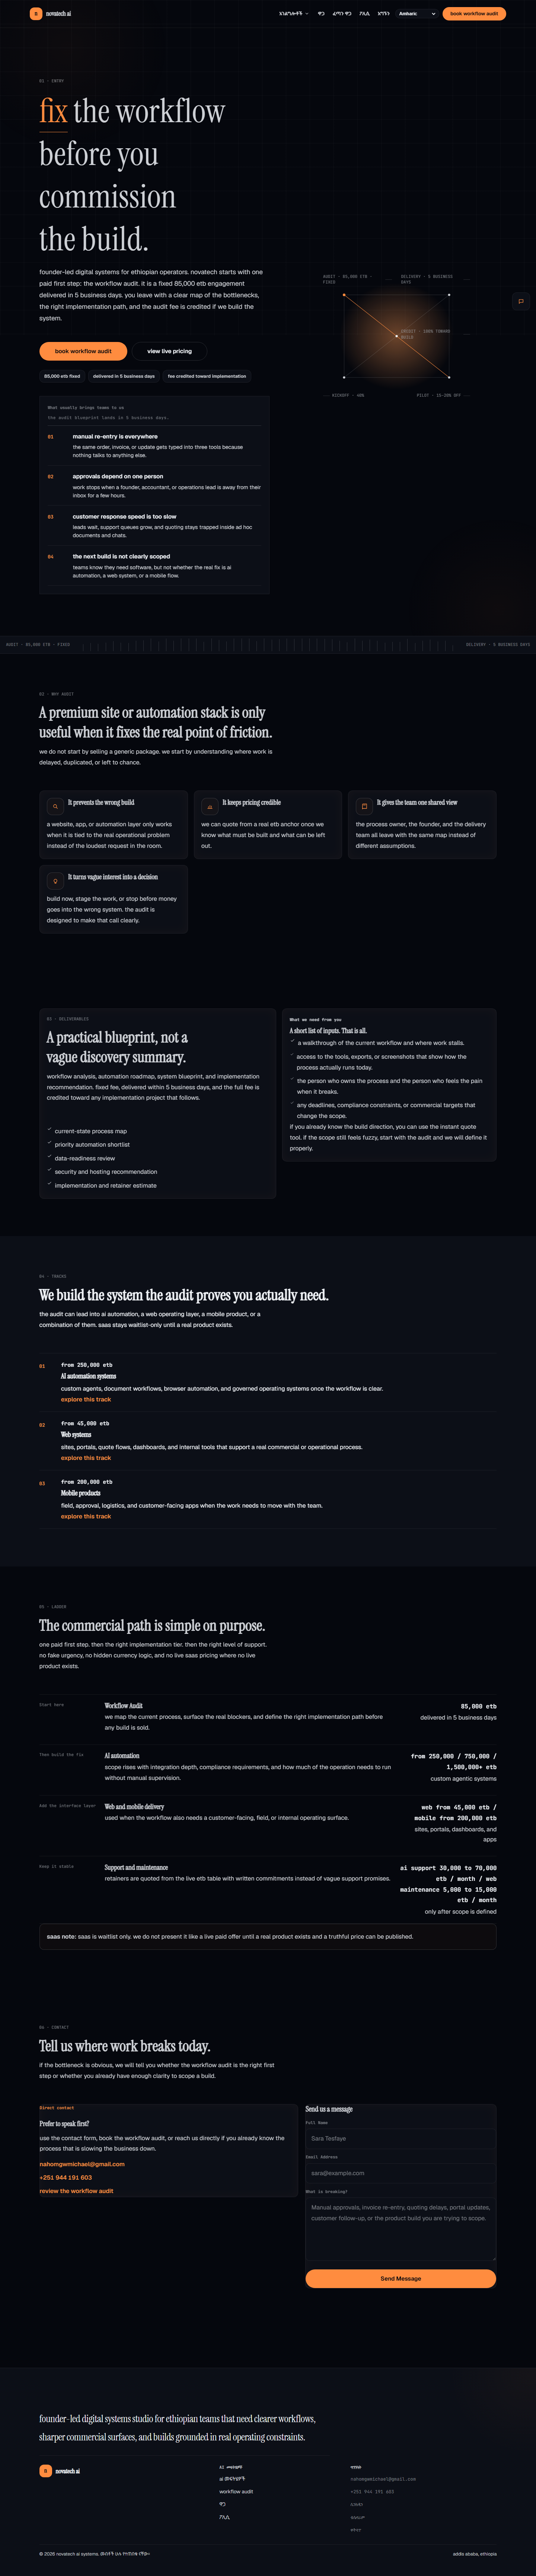 novatech ai
ዋጋ
ፈጣን ዋጋ
Amharic
book workflow audit
01 · ENTRY
fix the workflow
before you
commission
the build.
founder-led digital systems for ethiopian operators. novatech starts with one
paid first step: the workflow audit. it is a fixed 85,000 etb engagement
delivered in 5 business days. you leave with a clear map of the bottlenecks,
the right implementation path, and the audit fee is credited if we build the
system.
book workflow audit
view live pricing
85,000 etb fixed
delivered in 5 business days
fee credited toward implementation
AUDIT · 85,000 ETB ·
FIXED
DELIVERY · 5 BUSINESS
DAYS
CREDIT · 100% TOWARD
BUILD
KICKOFF · 40%
PILOT · 15–20% OFF
What usually brings teams to us
the audit blueprint lands in 5 business days.
01
manual re-entry is everywhere
the same order, invoice, or update gets typed into three tools because
nothing talks to anything else.
02
approvals depend on one person
work stops when a founder, accountant, or operations lead is away from their
inbox for a few hours.
03
customer response speed is too slow
leads wait, support queues grow, and quoting stays trapped inside ad hoc
documents and chats.
04
the next build is not clearly scoped
teams know they need software, but not whether the real fix is ai
automation, a web system, or a mobile flow.
AUDIT · 85,000 ETB · FIXED
DELIVERY · 5 BUSINESS DAYS
02 · WHY AUDIT
A premium site or automation stack is only
useful when it fixes the real point of friction.
we do not start by selling a generic package. we start by understanding where work is
delayed, duplicated, or left to chance.
It prevents the wrong build
a website, app, or automation layer only works
when it is tied to the real operational problem
instead of the loudest request in the room.
It keeps pricing credible
we can quote from a real etb anchor once we
know what must be built and what can be left
out.
It gives the team one shared view
the process owner, the founder, and the delivery
team all leave with the same map instead of
different assumptions.
It turns vague interest into a decision
build now, stage the work, or stop before money
goes into the wrong system. the audit is
designed to make that call clearly.
03 · DELIVERABLES
A practical blueprint, not a
vague discovery summary.
workflow analysis, automation roadmap, system blueprint, and implementation
recommendation. fixed fee, delivered within 5 business days, and the full fee is
credited toward any implementation project that follows.
current-state process map
priority automation shortlist
data-readiness review
security and hosting recommendation
implementation and retainer estimate
What we need from you
A short list of inputs. That is all.
a walkthrough of the current workflow and where work stalls.
access to the tools, exports, or screenshots that show how the
process actually runs today.
the person who owns the process and the person who feels the pain
when it breaks.
any deadlines, compliance constraints, or commercial targets that
change the scope.
if you already know the build direction, you can use the instant quote
tool. if the scope still feels fuzzy, start with the audit and we will define it
properly.
04 · TRACKS
We build the system the audit proves you actually need.
the audit can lead into ai automation, a web operating layer, a mobile product, or a
combination of them. saas stays waitlist-only until a real product exists.
01
from 250,000 etb
AI automation systems
custom agents, document workflows, browser automation, and governed operating systems once the workflow is clear.
explore this track
02
from 45,000 etb
Web systems
sites, portals, quote flows, dashboards, and internal tools that support a real commercial or operational process.
explore this track
03
from 200,000 etb
Mobile products
field, approval, logistics, and customer-facing apps when the work needs to move with the team.
explore this track
05 · LADDER
The commercial path is simple on purpose.
one paid first step. then the right implementation tier. then the right level of support.
no fake urgency, no hidden currency logic, and no live saas pricing where no live
product exists.
Start here
Workflow Audit
we map the current process, surface the real blockers, and define the right implementation path before
any build is sold.
85,000 etb
delivered in 5 business days
Then build the fix
AI automation
scope rises with integration depth, compliance requirements, and how much of the operation needs to run
without manual supervision.
from 250,000 / 750,000 /
1,500,000+ etb
custom agentic systems
Add the interface layer
Web and mobile delivery
used when the workflow also needs a customer-facing, field, or internal operating surface.
web from 45,000 etb /
mobile from 200,000 etb
sites, portals, dashboards, and
apps
Keep it stable
Support and maintenance
retainers are quoted from the live etb table with written commitments instead of vague support promises.
ai support 30,000 to 70,000
etb / month / web
maintenance 5,000 to 15,000
etb / month
only after scope is defined
saas note: saas is waitlist only. we do not present it like a live paid offer until a real product exists and a truthful price can be published.
06 · CONTACT
Tell us where work breaks today.
if the bottleneck is obvious, we will tell you whether the workflow audit is the right first
step or whether you already have enough clarity to scope a build.
Direct contact
Prefer to speak first?
use the contact form, book the workflow audit, or reach us directly if you already know the
process that is slowing the business down.
nahomgwmichael@gmail.com
+251 944 191 603
review the workflow audit
Send us a message
Full Name
Sara Tesfaye
Email Address
sara@example.com
What is breaking?
Manual approvals, invoice re-entry, quoting delays, portal updates,
customer follow-up, or the product build you are trying to scope.
Send Message
founder-led digital systems studio for ethiopian teams that need clearer workflows,
sharper commercial surfaces, and builds grounded in real operating constraints.
novatech ai
workflow audit
ዋጋ
nahomgwmichael@gmail.com
+251 944 191 603
© 2026 novatech ai systems.
addis ababa, ethiopia